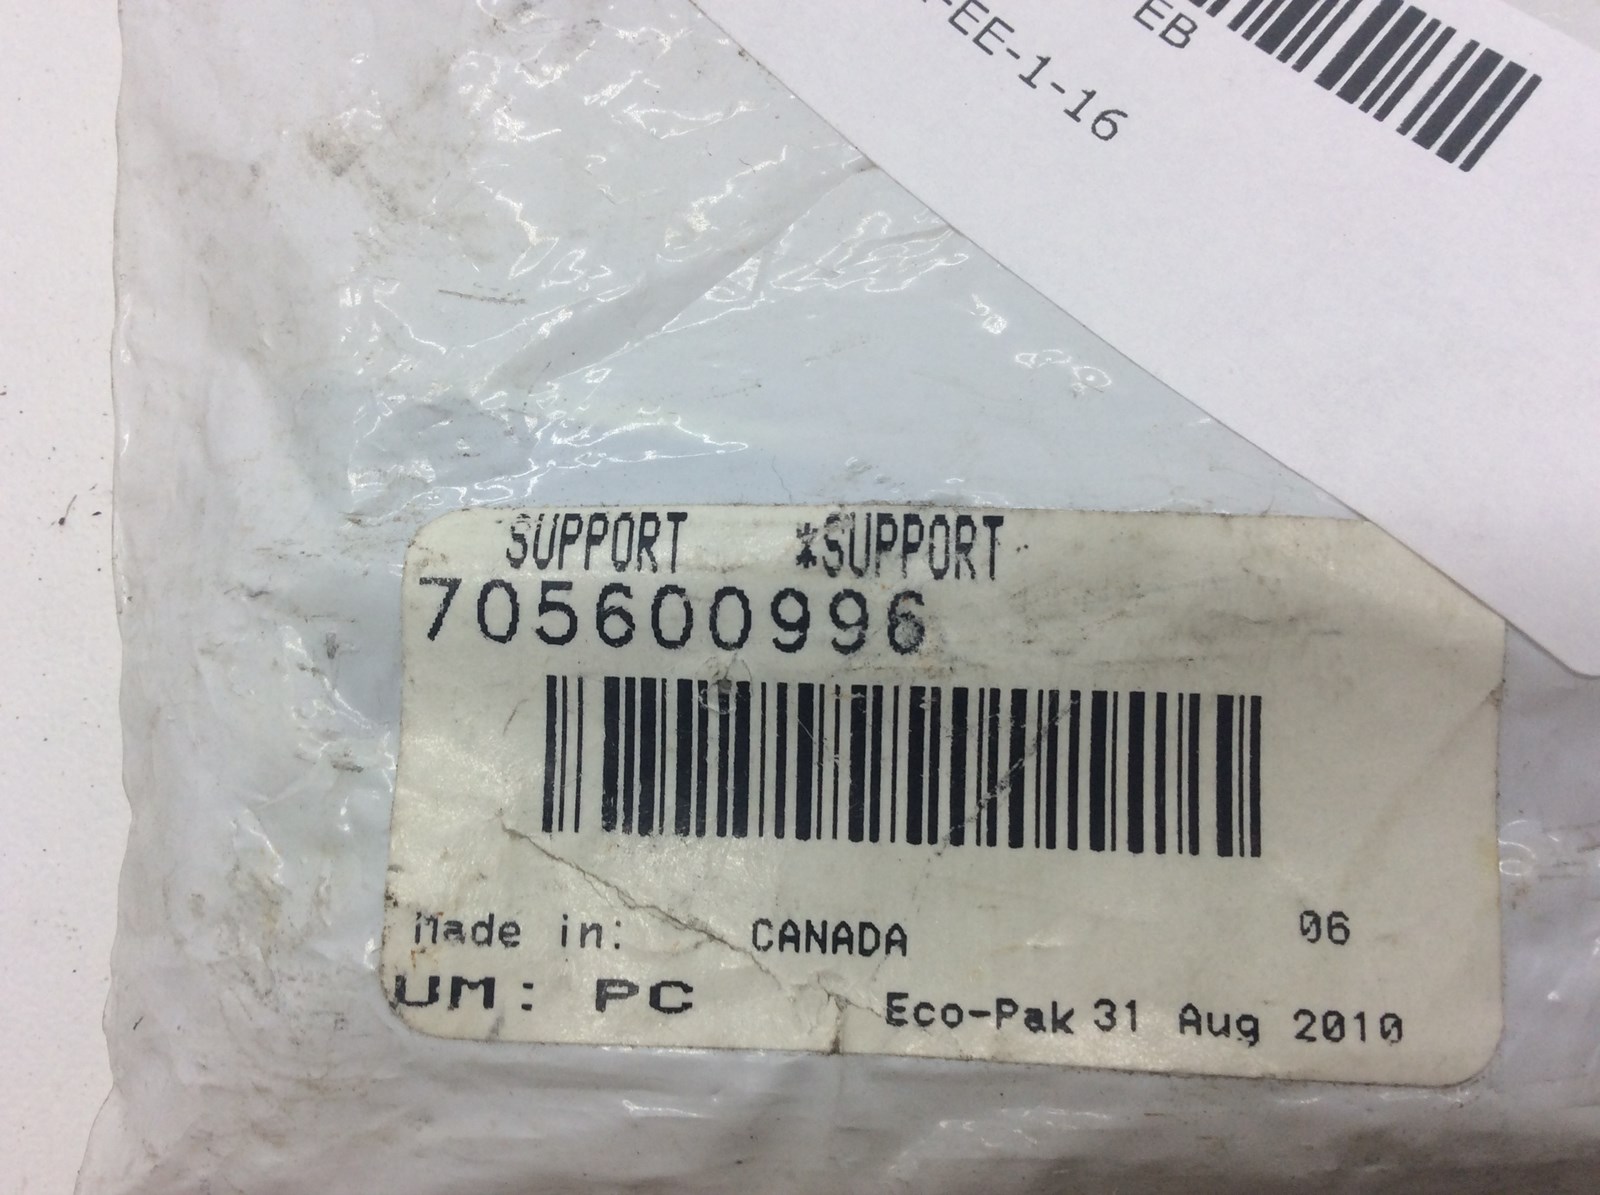 EB
EE-1-16
SUPPORT *SUPPORT
705600996
Made in: CANADA 06
UM: PC Eco-Pak 31 Aug 2010